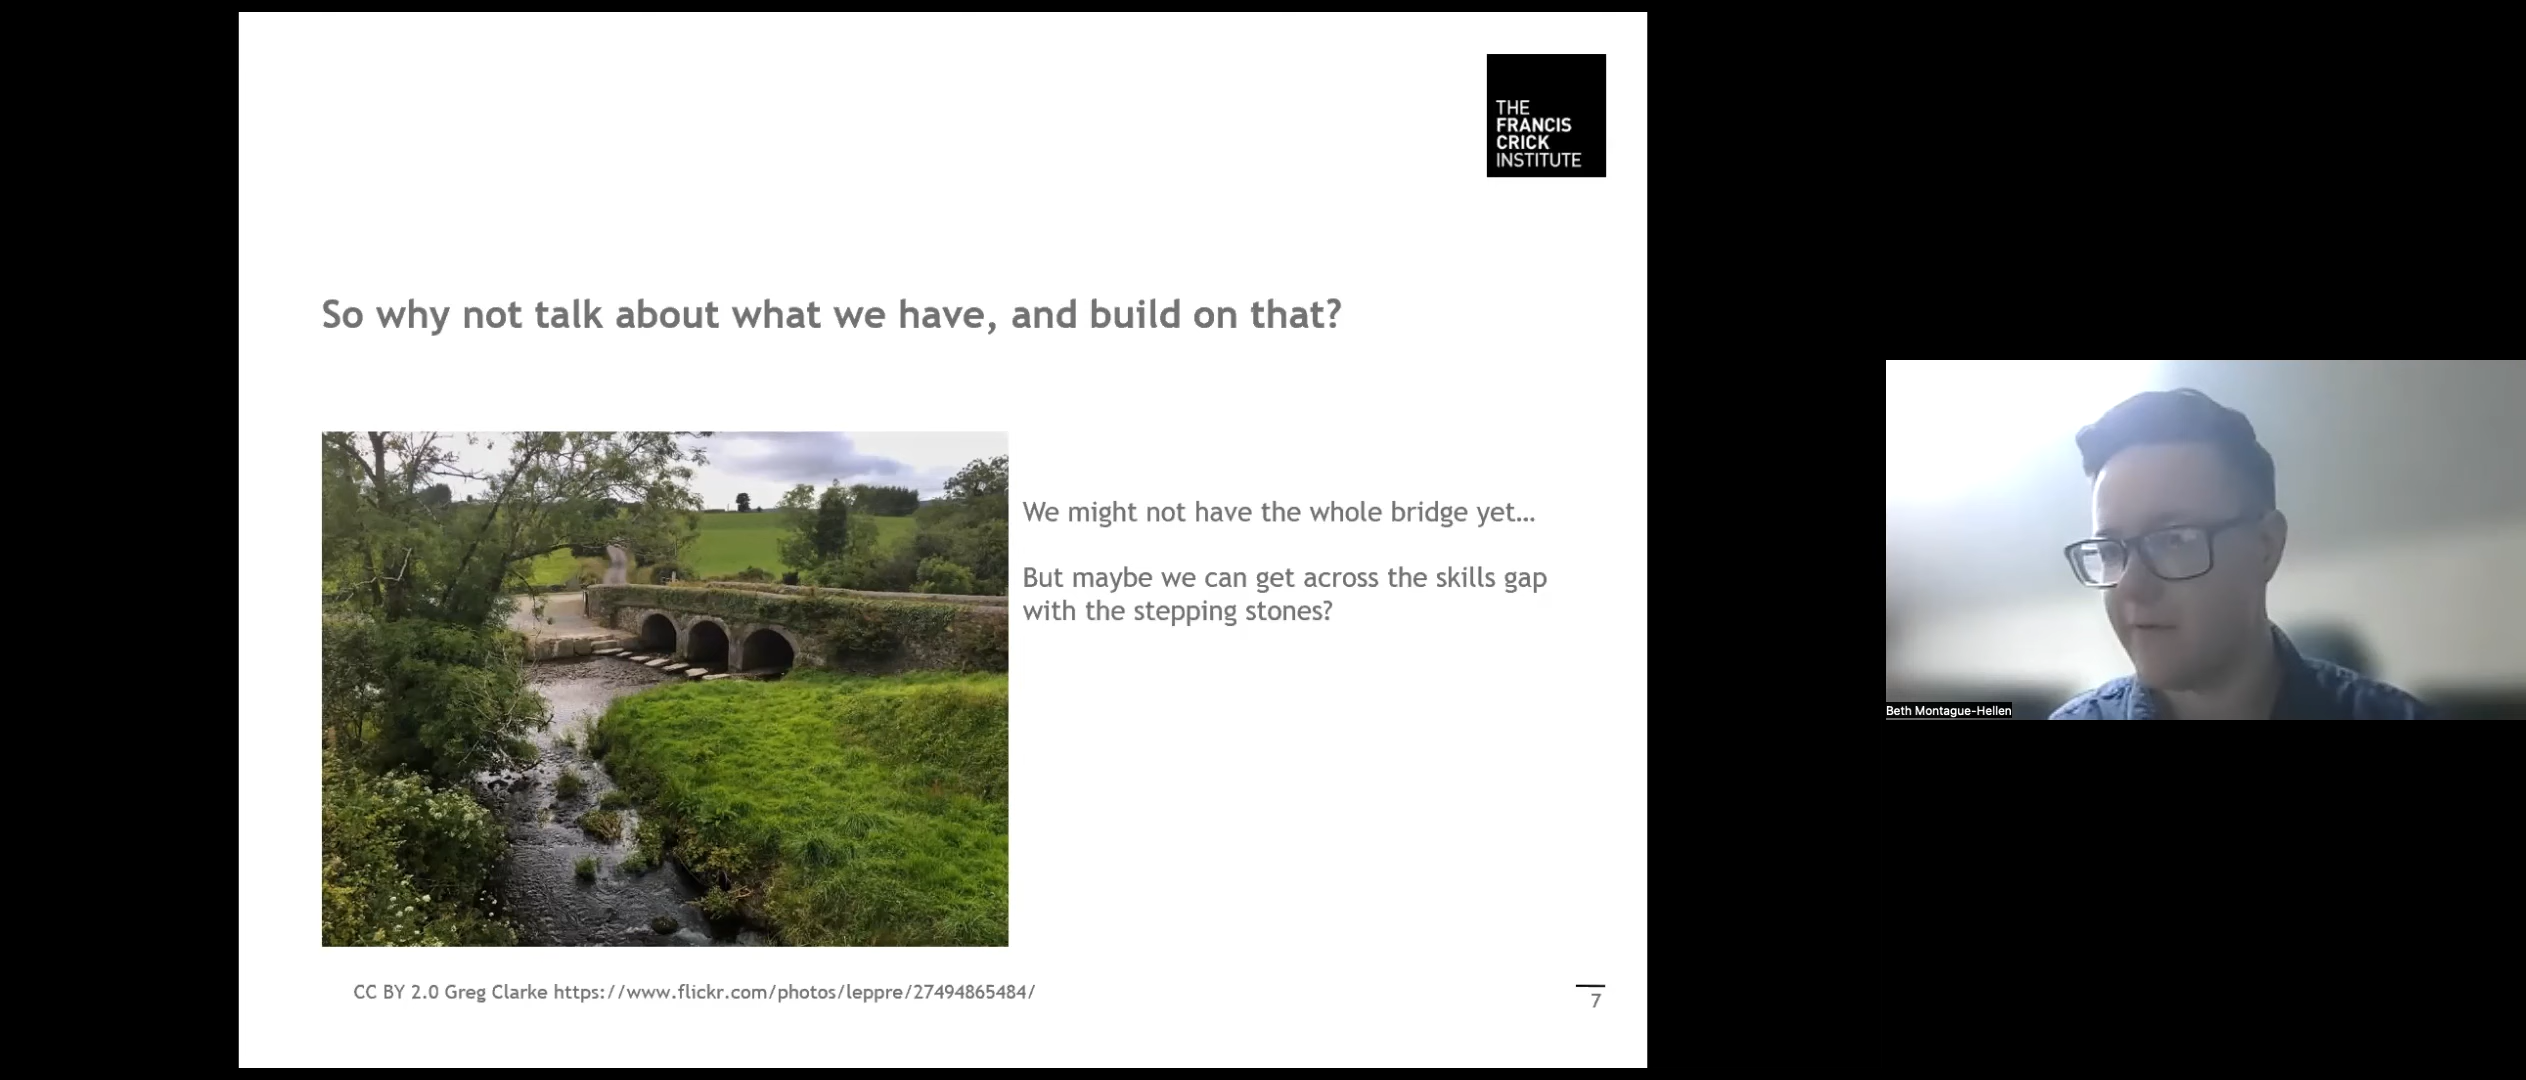 THE
FRANCIS
CRICK
INSTITUTE
So why not talk about what we have, and build on that?
We might not have the whole bridge yet...
But maybe we can get across the skills gap
with the stepping stones?
CC BY 2.0 Greg Clarke https://www.flickr.com/photos/leppre/27494865484/
7
Beth Montague-Hellen